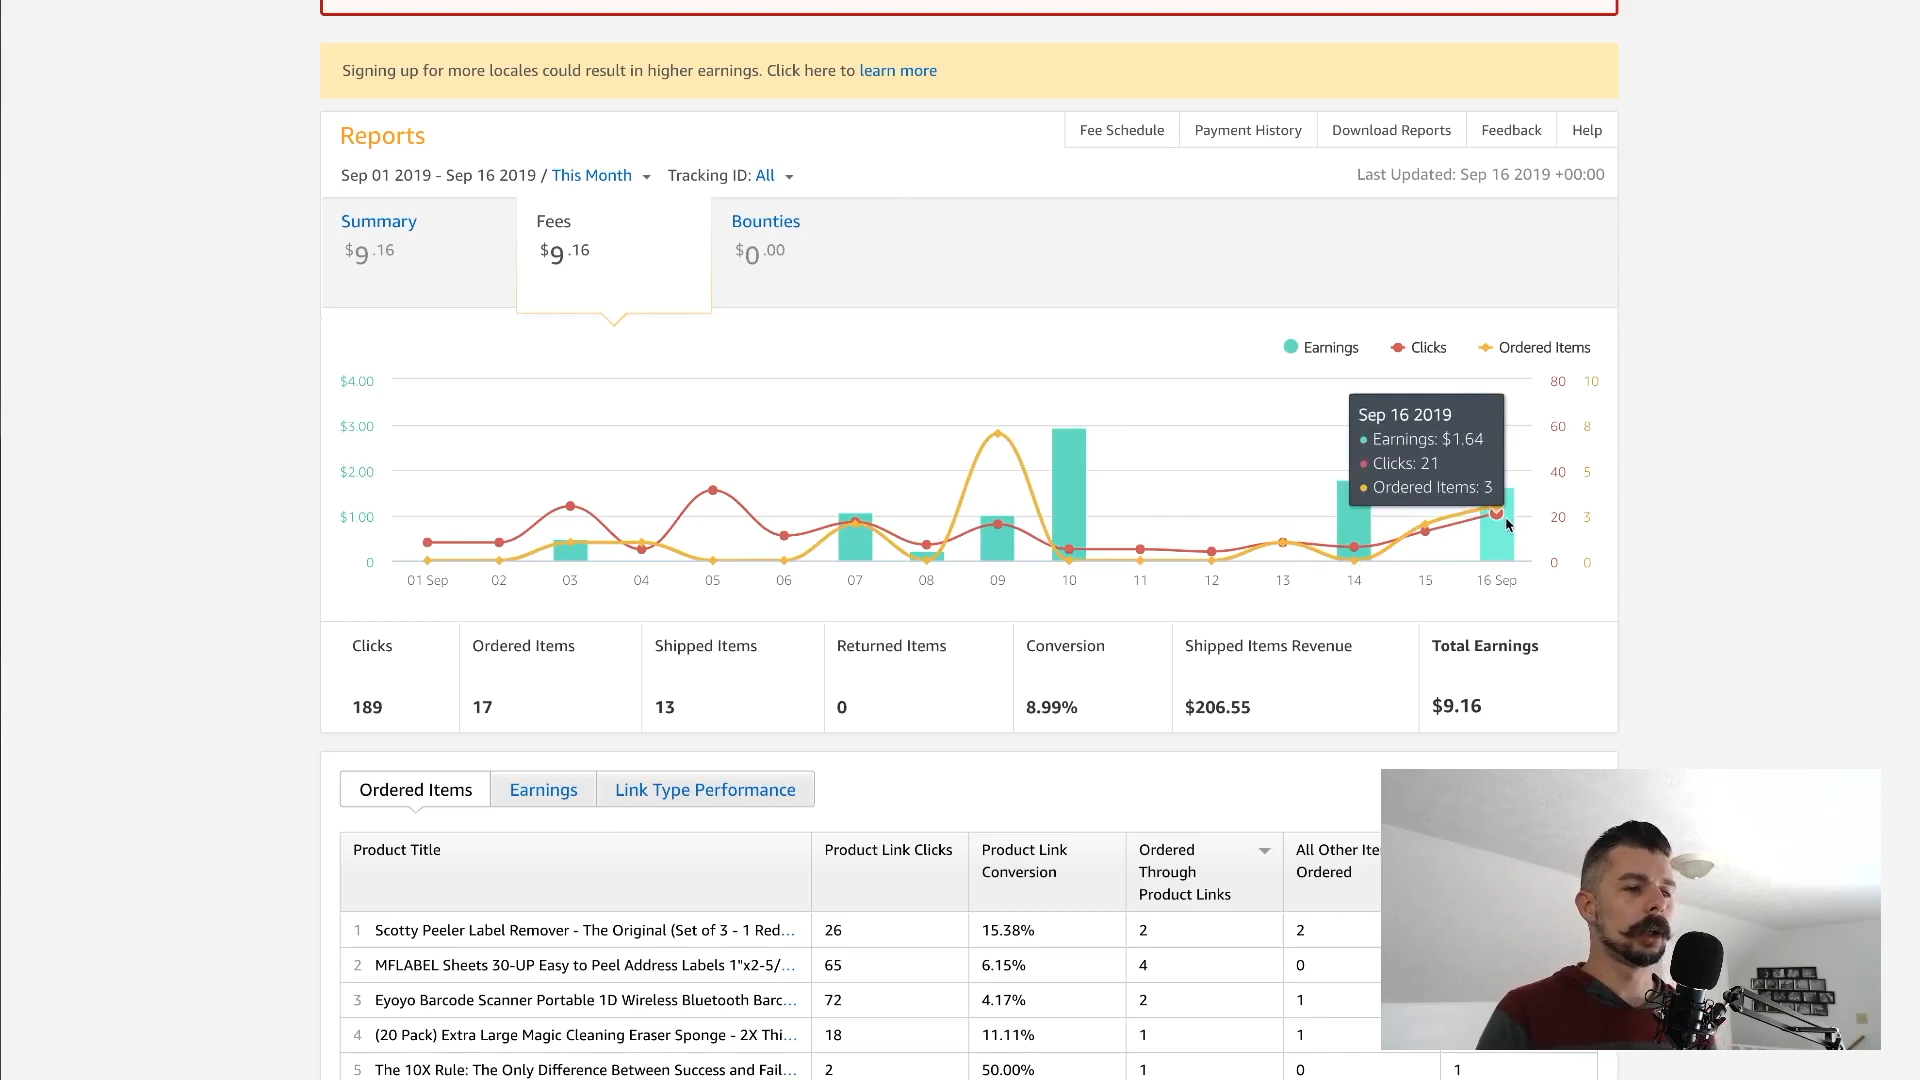 Signing up for more locales could result in higher earnings. Click here to learn more
Reports
Fee Schedule
Payment History
Download Reports
Feedback
Help
Sep 01 2019 - Sep 16 2019 / This Month
Tracking ID: All
Last Updated: Sep 16 2019 +00:00
Summary
$9.16
Fees
$9.16
Bounties
$0.00
Earnings
Clicks
Ordered Items
$4.00
$3.00
$2.00
$1.00
0
80 10
60 8
40 5
20 3
0 0
Sep 16 2019
Earnings: $1.64
Clicks: 21
Ordered Items: 3
01 Sep 02 03 04 05 06 07 08 09 10 11 12 13 14 15 16 Sep
Clicks
189
Ordered Items
17
Shipped Items
13
Returned Items
0
Conversion
8.99%
Shipped Items Revenue
$206.55
Total Earnings
$9.16
Ordered Items
Earnings
Link Type Performance
Product Title
Product Link Clicks
Product Link
Conversion
Ordered
Through
Product Links
All Other Ite
Ordered
1 Scotty Peeler Label Remover - The Original (Set of 3 - 1 Red... 26 15.38% 2 2
2 MFLABEL Sheets 30-UP Easy to Peel Address Labels 1"x2-5/... 65 6.15% 4 0
3 Eyoyo Barcode Scanner Portable 1D Wireless Bluetooth Barc... 72 4.17% 2 1
4 (20 Pack) Extra Large Magic Cleaning Eraser Sponge - 2X Thi... 18 11.11% 1 1
5 The 10X Rule: The Only Difference Between Success and Fail... 2 50.00% 1 0 1